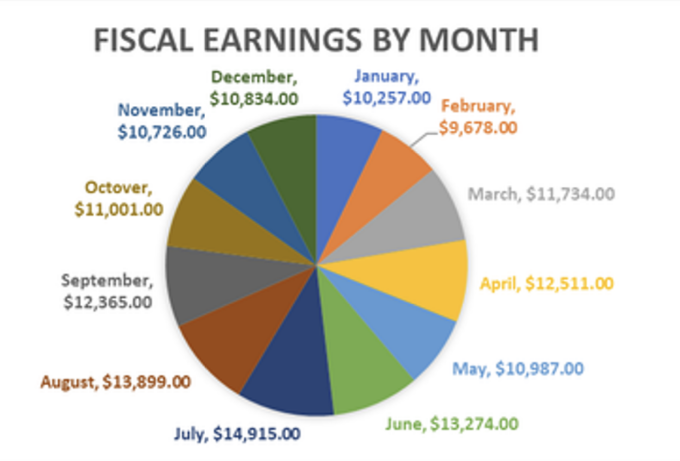 FISCAL EARNINGS BY MONTH
January,
$10,257.00
February,
$9,678.00
March, $11,734.00
April, $12,511.00
May, $10,987.00
June, $13,274.00
July, $14,915.00
August, $13,899.00
September,
$12,365.00
Octover,
$11,001.00
November,
$10,726.00
December,
$10,834.00